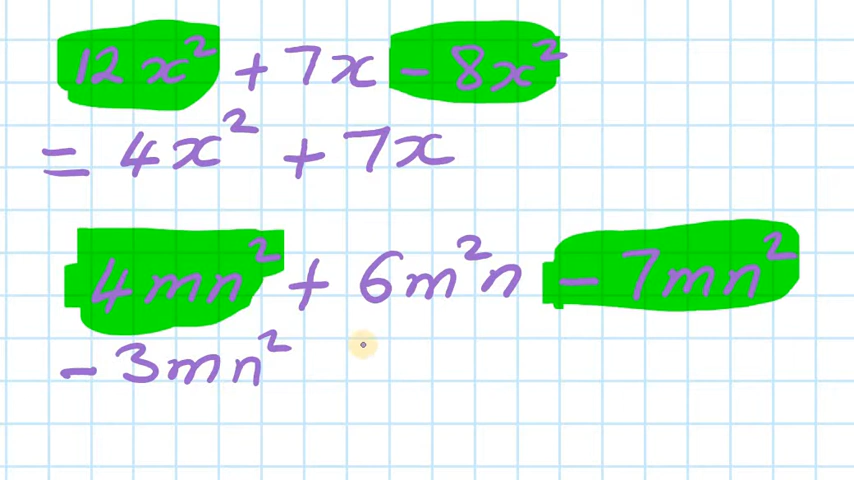 12x² + 7x - 8x²
= 4x² + 7x
4mn² + 6m²n - 7mn²
- 3mn²